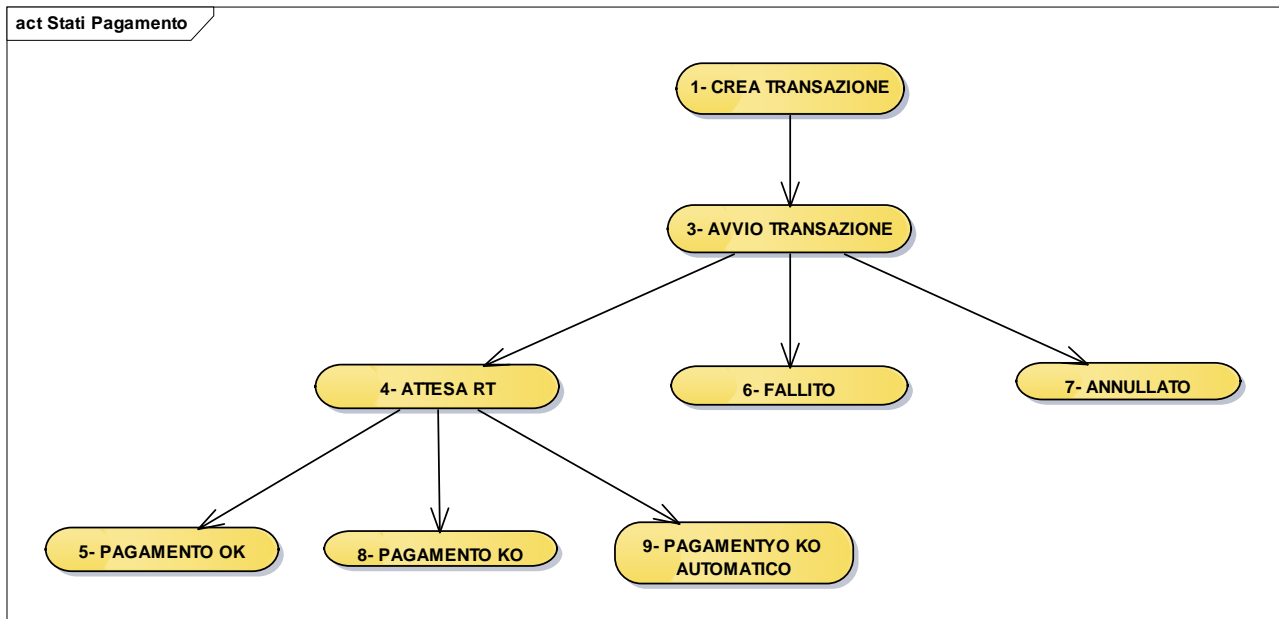 act Stati Pagamento
1- CREA TRANSAZIONE
3- AVVIO TRANSAZIONE
4- ATTESA RT
6- FALLITO
7- ANNULLATO
5- PAGAMENTO OK
8- PAGAMENTO KO
9- PAGAMENTYO KO
AUTOMATICO